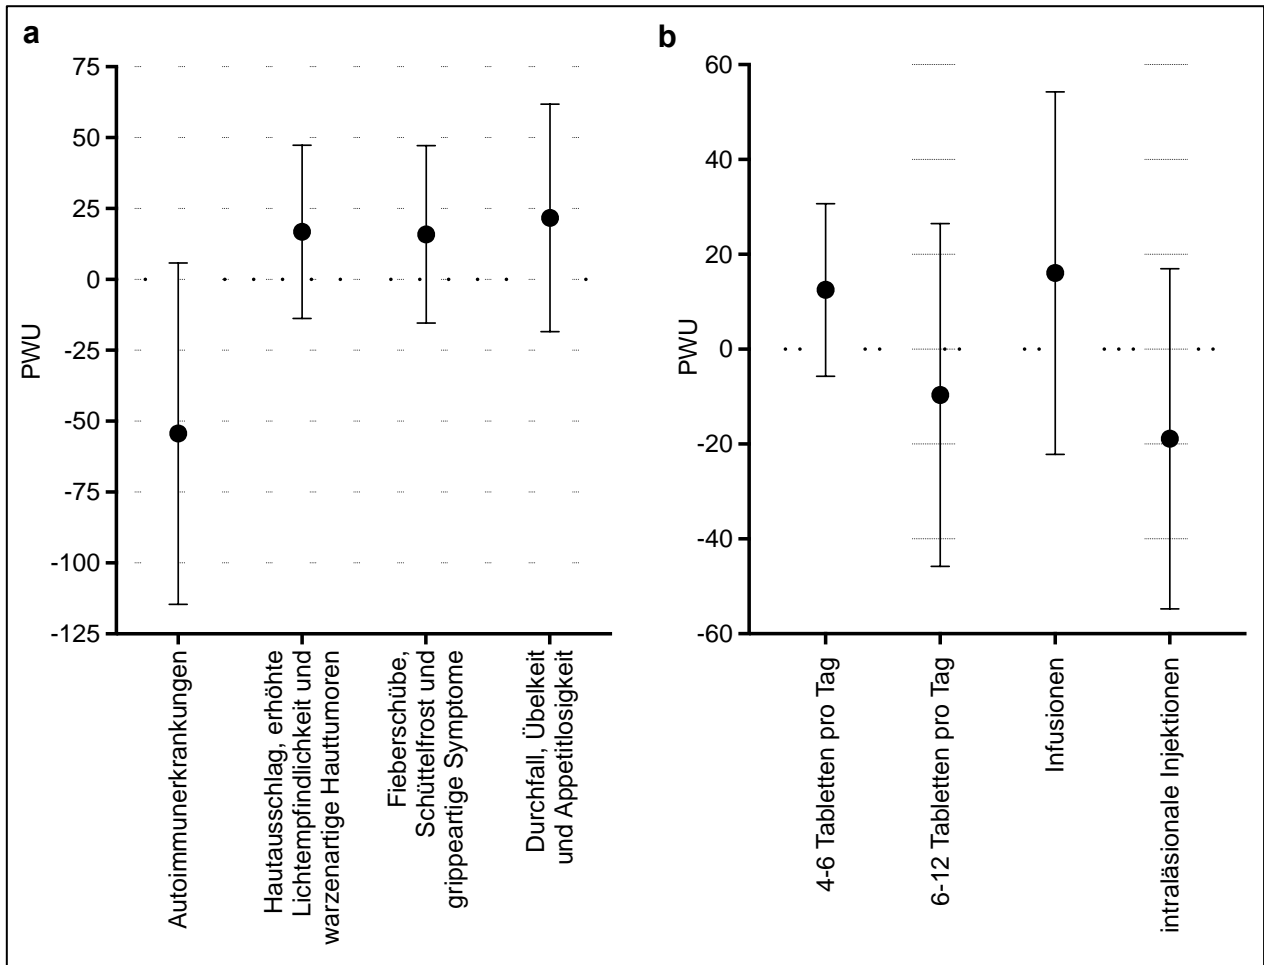 a
75
50
25
0
-25
-50
-75
-100
-125
PWU
Autoimmunerkrankungen
Hautausschlag, erhöhte
Lichtempfindlichkeit und
warzenartige Hauttumoren
Fieberschübe,
Schüttelfrost und
grippeartige Symptome
Durchfall, Übelkeit
und Appetitlosigkeit
b
60
40
20
0
-20
-40
-60
PWU
4-6 Tabletten pro Tag
6-12 Tabletten pro Tag
Infusionen
intraläsionale Injektionen